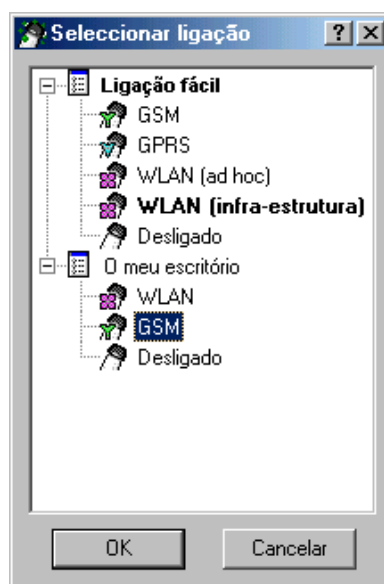 Seleccionar ligação
Ligação fácil
GSM
GPRS
WLAN (ad hoc)
WLAN (infra-estrutura)
Desligado
O meu escritório
WLAN
GSM
Desligado
OK Cancelar